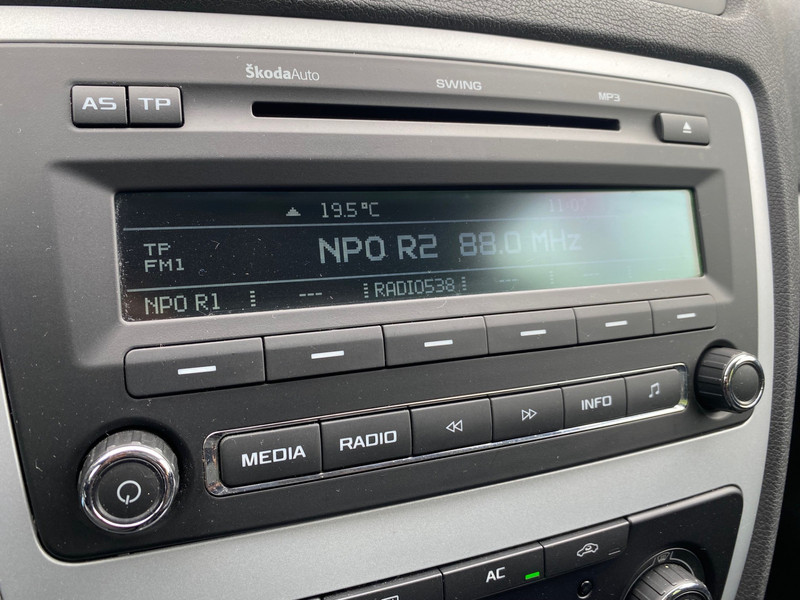 ŠkodaAuto
SWING
MP3
AS TP
19.5°C
TP
FM1
NPO R2 88.0 MHz
NPO R1 --- RADIO538 ---
MEDIA RADIO INFO
AC